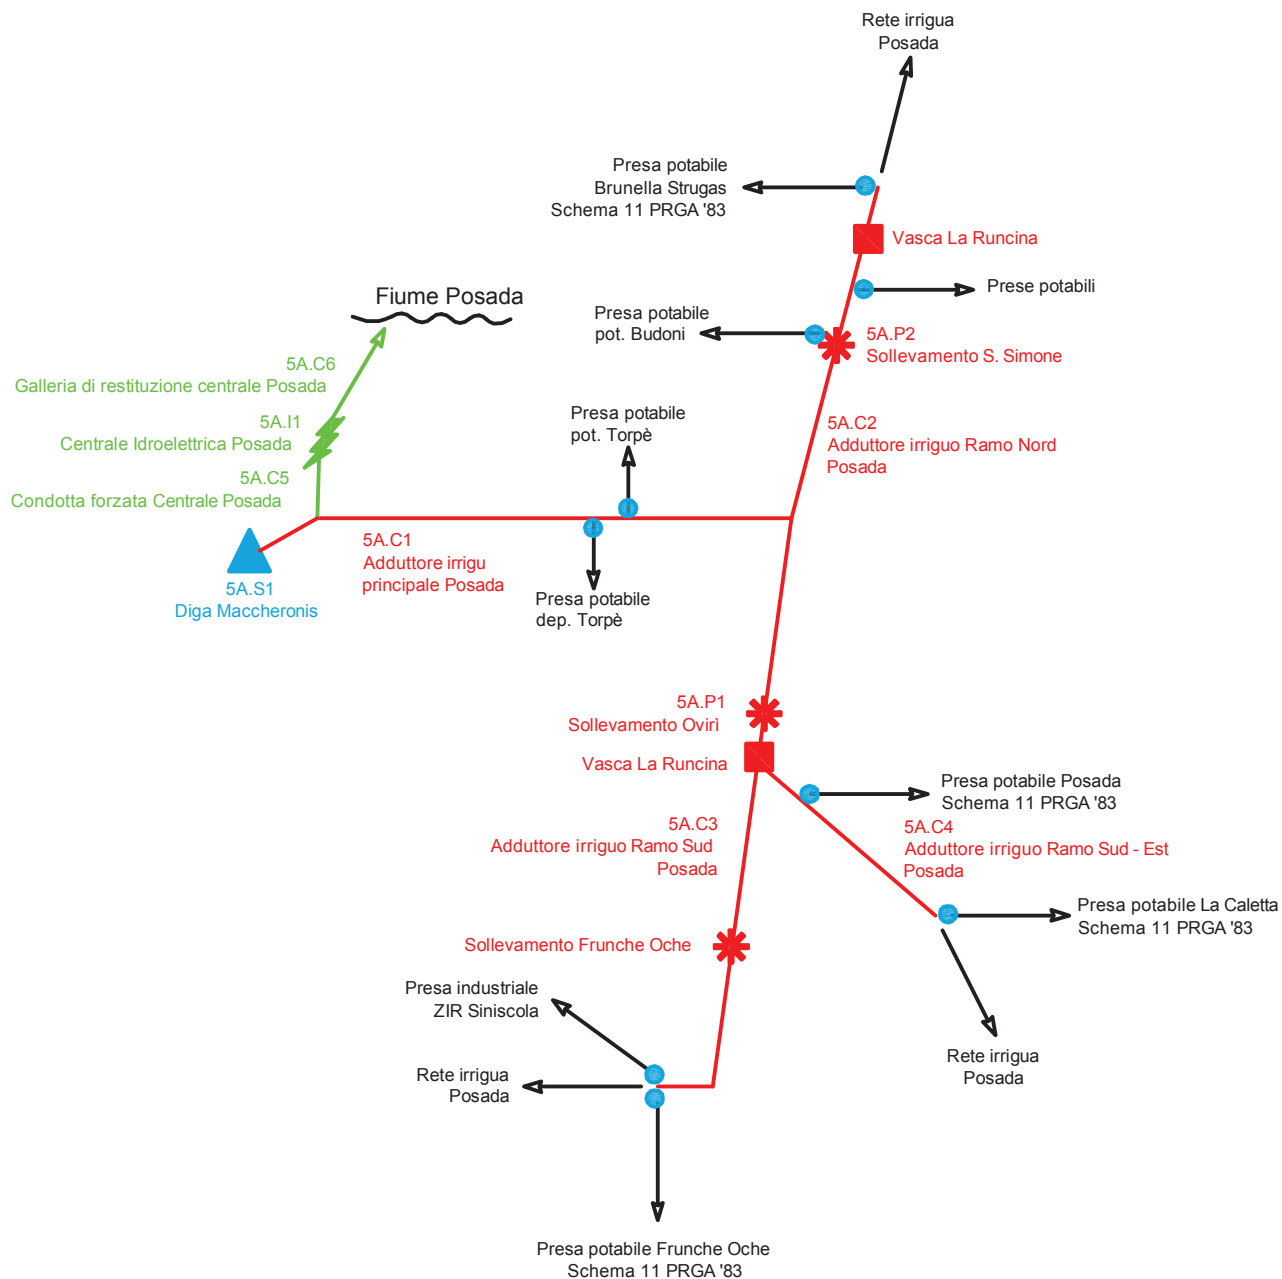 Rete irrigua
Posada
Presa potabile
Brunella Strugas
Schema 11 PRGA '83
Vasca La Runcina
Prese potabili
Fiume Posada
Presa potabile
pot. Budoni
5A.P2
Sollevamento S. Simone
5A.C6
Galleria di restituzione centrale Posada
5A.I1
Centrale Idroelettrica Posada
5A.C5
Condotta forzata Centrale Posada
Presa potabile
pot. Torpè
5A.C2
Adduttore irriguo Ramo Nord
Posada
5A.C1
Adduttore irrigu
principale Posada
5A.S1
Diga Maccheronis
Presa potabile
dep. Torpè
5A.P1
Sollevamento Ovirì
Vasca La Runcina
Presa potabile Posada
Schema 11 PRGA '83
5A.C3
Adduttore irriguo Ramo Sud
Posada
5A.C4
Adduttore irriguo Ramo Sud - Est
Posada
Presa potabile La Caletta
Schema 11 PRGA '83
Sollevamento Frunche Oche
Presa industriale
ZIR Siniscola
Rete irrigua
Posada
Rete irrigua
Posada
Presa potabile Frunche Oche
Schema 11 PRGA '83